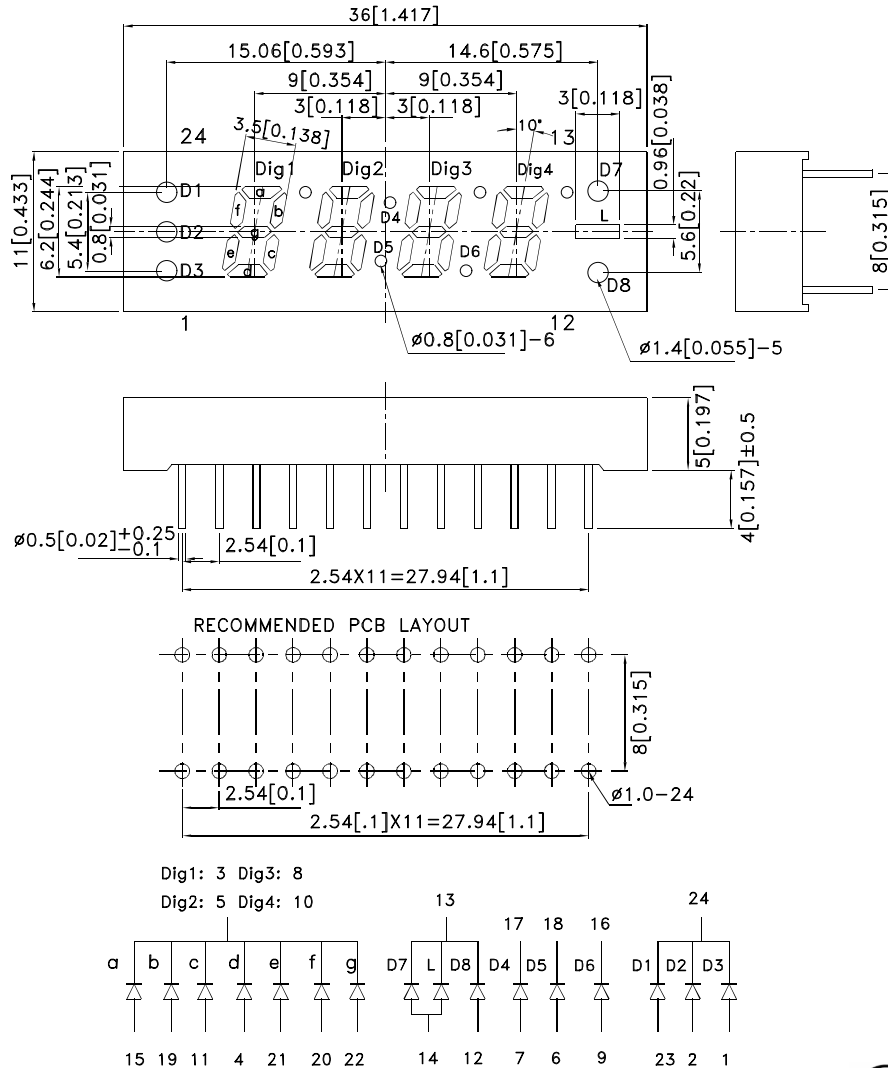 36[1.417]
15.06[0.593]
14.6[0.575]
9[0.354]
9[0.354]
3[0.118]
3[0.118]
3[0.118]
0.96[0.038]
24
3.5[0.138]
10°
13
Dig1
Dig2
Dig3
Dig4
D7
D1
a
f
b
D4
L
D2
g
D5
D6
e
c
D3
d
D8
11[0.433]
6.2[0.244]
5.4[0.213]
0.8[0.031]
5.6[0.22]
8[0.315]
1
12
ø0.8[0.031]-6
ø1.4[0.055]-5
5[0.197]
4[0.157]±0.5
ø0.5[0.02]+0.25
-0.1
2.54[0.1]
2.54X11=27.94[1.1]
RECOMMENDED PCB LAYOUT
8[0.315]
2.54[0.1]
ø1.0-24
2.54[.1]X11=27.94[1.1]
Dig1: 3 Dig3: 8
Dig2: 5 Dig4: 10
13
24
17 18 16
a b c d e f g
D7 L D8 D4 D5 D6 D1 D2 D3
15 19 11 4 21 20 22 14 12 7 6 9 23 2 1